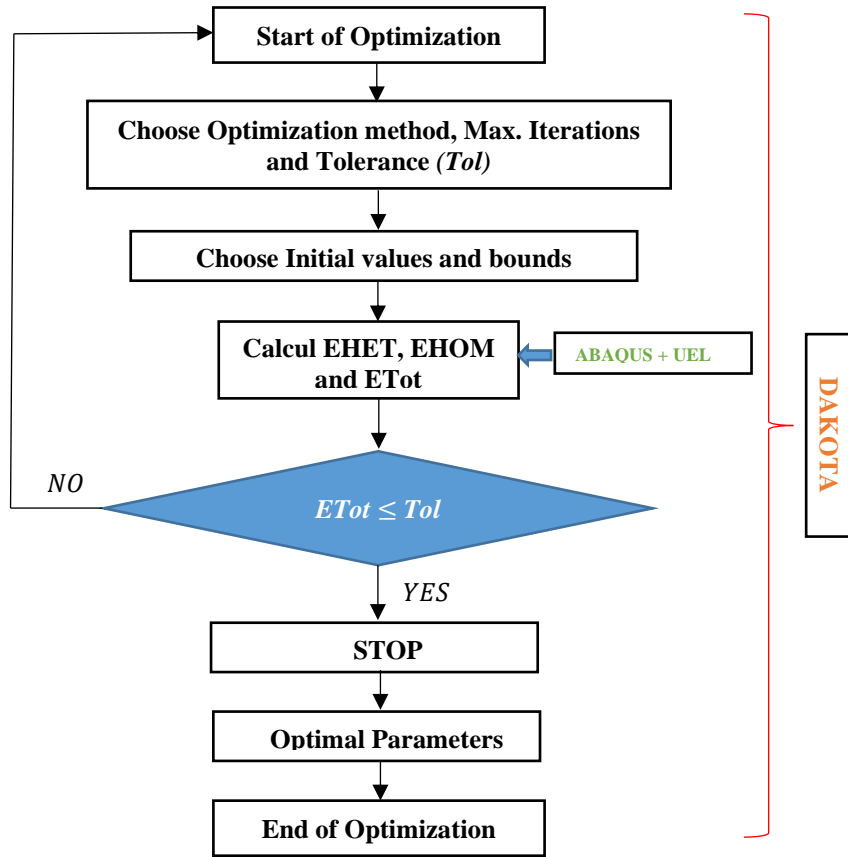 Start of Optimization
Choose Optimization method, Max. Iterations
and Tolerance (Tol)
Choose Initial values and bounds
Calcul EHET, EHOM
and ETot
ABAQUS + UEL
DAKOTA
NO
ETot ≤ Tol
YES
STOP
Optimal Parameters
End of Optimization